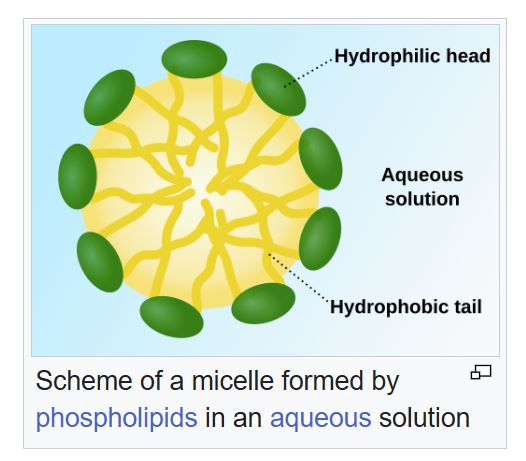 Hydrophilic head
Aqueous
solution
Hydrophobic tail
Scheme of a micelle formed by
phospholipids in an aqueous solution